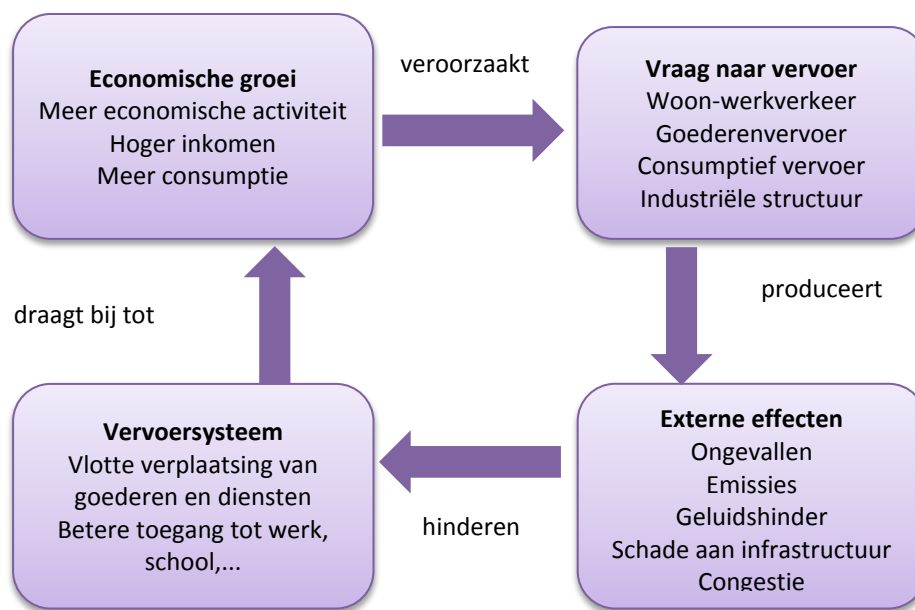 Economische groei
Meer economische activiteit
Hoger inkomen
Meer consumptie
veroorzaakt
Vraag naar vervoer
Woon-werkverkeer
Goederenvervoer
Consumptief vervoer
Industriële structuur
produceert
Externe effecten
Ongevallen
Emissies
Geluidshinder
Schade aan infrastructuur
Congestie
hinderen
Vervoersysteem
Vlotte verplaatsing van
goederen en diensten
Betere toegang tot werk,
school,...
draagt bij tot